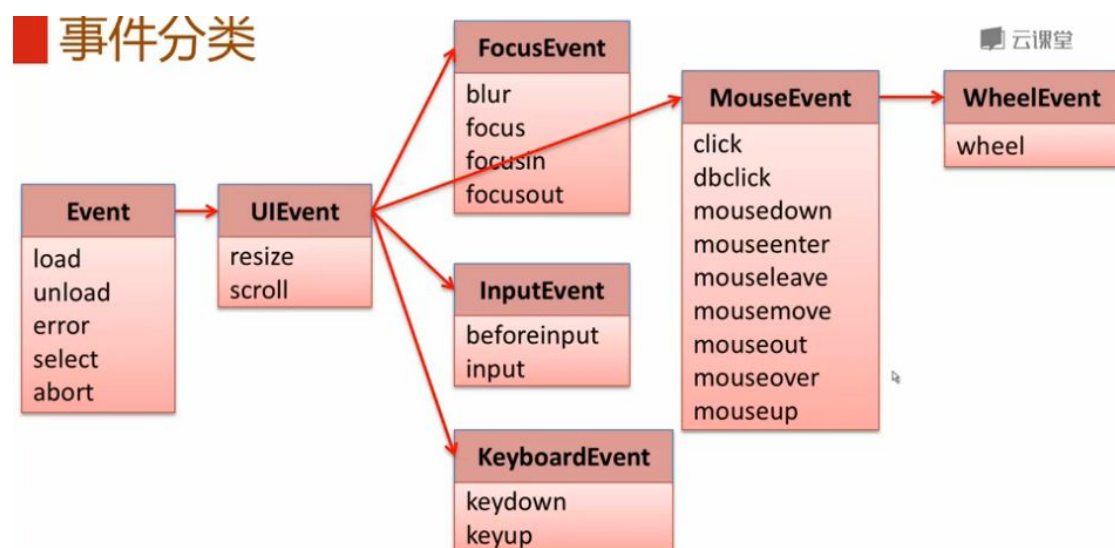 事件分类
云课堂
Event
load
unload
error
select
abort
UIEvent
resize
scroll
FocusEvent
blur
focus
focusin
focusout
InputEvent
beforeinput
input
KeyboardEvent
keydown
keyup
MouseEvent
click
dbclick
mousedown
mouseenter
mouseleave
mousemove
mouseout
mouseover
mouseup
WheelEvent
wheel